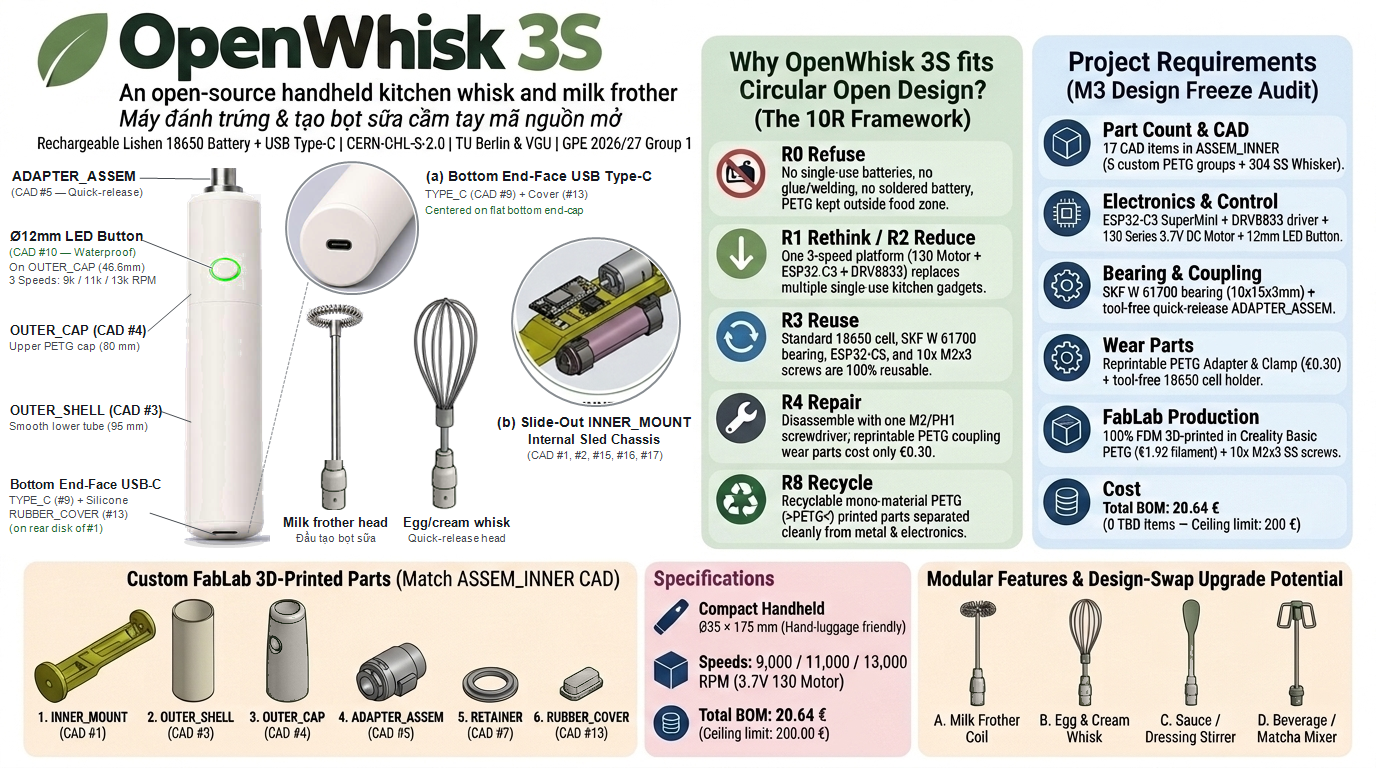 OpenWhisk 3S
An open-source handheld kitchen whisk and milk frother
Máy đánh trứng & tạo bọt sữa cầm tay mã nguồn mở
Rechargeable Lishen 18650 Battery + USB Type-C | CERN-CHL-S-2.0 | TU Berlin & VGU | GPE 2026/27 Group 1
ADAPTER_ASSEM
(CAD #5 — Quick-release)
Ø12mm LED Button
(CAD #10 — Waterproof)
On OUTER_CAP (46.6mm)
3 Speeds: 9k / 11k / 13k RPM
OUTER_CAP (CAD #4)
Upper PETG cap (80 mm)
OUTER_SHELL (CAD #3)
Smooth lower tube (95 mm)
Bottom End-Face USB-C
TYPE_C (#9) + Silicone
RUBBER_COVER (#13)
(on rear disk of #1)
(a) Bottom End-Face USB Type-C
TYPE_C (CAD #9) + Cover (#13)
Centered on flat bottom end-cap
(b) Slide-Out INNER_MOUNT
Internal Sled Chassis
(CAD #1, #2, #15, #16, #17)
Milk frother head
Đầu tạo bọt sữa
Egg/cream whisk
Quick-release head
Why OpenWhisk 3S fits
Circular Open Design?
(The 10R Framework)
R0 Refuse
No single-use batteries, no
glue/welding, no soldered battery,
PETG kept outside food zone.
R1 Rethink / R2 Reduce
One 3-speed platform (130 Motor +
ESP32.C3 + DRV8833) replaces
multiple single-use kitchen gadgets.
R3 Reuse
Standard 18650 cell, SKF W 61700
bearing, ESP32-CS, and 10x M2x3
screws are 100% reusable.
R4 Repair
Disassemble with one M2/PH1
screwdriver; reprintable PETG coupling
wear parts cost only €0.30.
R8 Recycle
Recyclable mono-material PETG
(>PETG<) printed parts separated
cleanly from metal & electronics.
Project Requirements
(M3 Design Freeze Audit)
Part Count & CAD
17 CAD items in ASSEM_INNER
(S custom PETG groups + 304 SS Whisker).
Electronics & Control
ESP32-C3 SuperMinI + DRVB833 driver +
130 Series 3.7V DC Motor + 12mm LED Button.
Bearing & Coupling
SKF W 61700 bearing (10x15x3mm) +
tool-free quick-release ADAPTER_ASSEM.
Wear Parts
Reprintable PETG Adapter & Clamp (€0.30)
+ tool-free 18650 cell holder.
FabLab Production
100% FDM 3D-printed in Creality Basic
PETG (€1.92 filament) + 10x M2x3 SS screws.
Cost
Total BOM: 20.64 €
(0 TBD items — Ceiling limit: 200 €)
Custom FabLab 3D-Printed Parts (Match ASSEM_INNER CAD)
1. INNER_MOUNT
(CAD #1)
2. OUTER_SHELL
(CAD #3)
3. OUTER_CAP
(CAD #4)
4. ADAPTER_ASSEM
(CAD #5)
5. RETAINER
(CAD #7)
6. RUBBER_COVER
(CAD #13)
Specifications
Compact Handheld
Ø35 × 175 mm (Hand-luggage friendly)
Speeds: 9,000 / 11,000 / 13,000
RPM (3.7V 130 Motor)
Total BOM: 20.64 €
(Ceiling limit: 200.00 €)
Modular Features & Design-Swap Upgrade Potential
A. Milk Frother
Coil
B. Egg & Cream
Whisk
C. Sauce /
Dressing Stirrer
D. Beverage /
Matcha Mixer